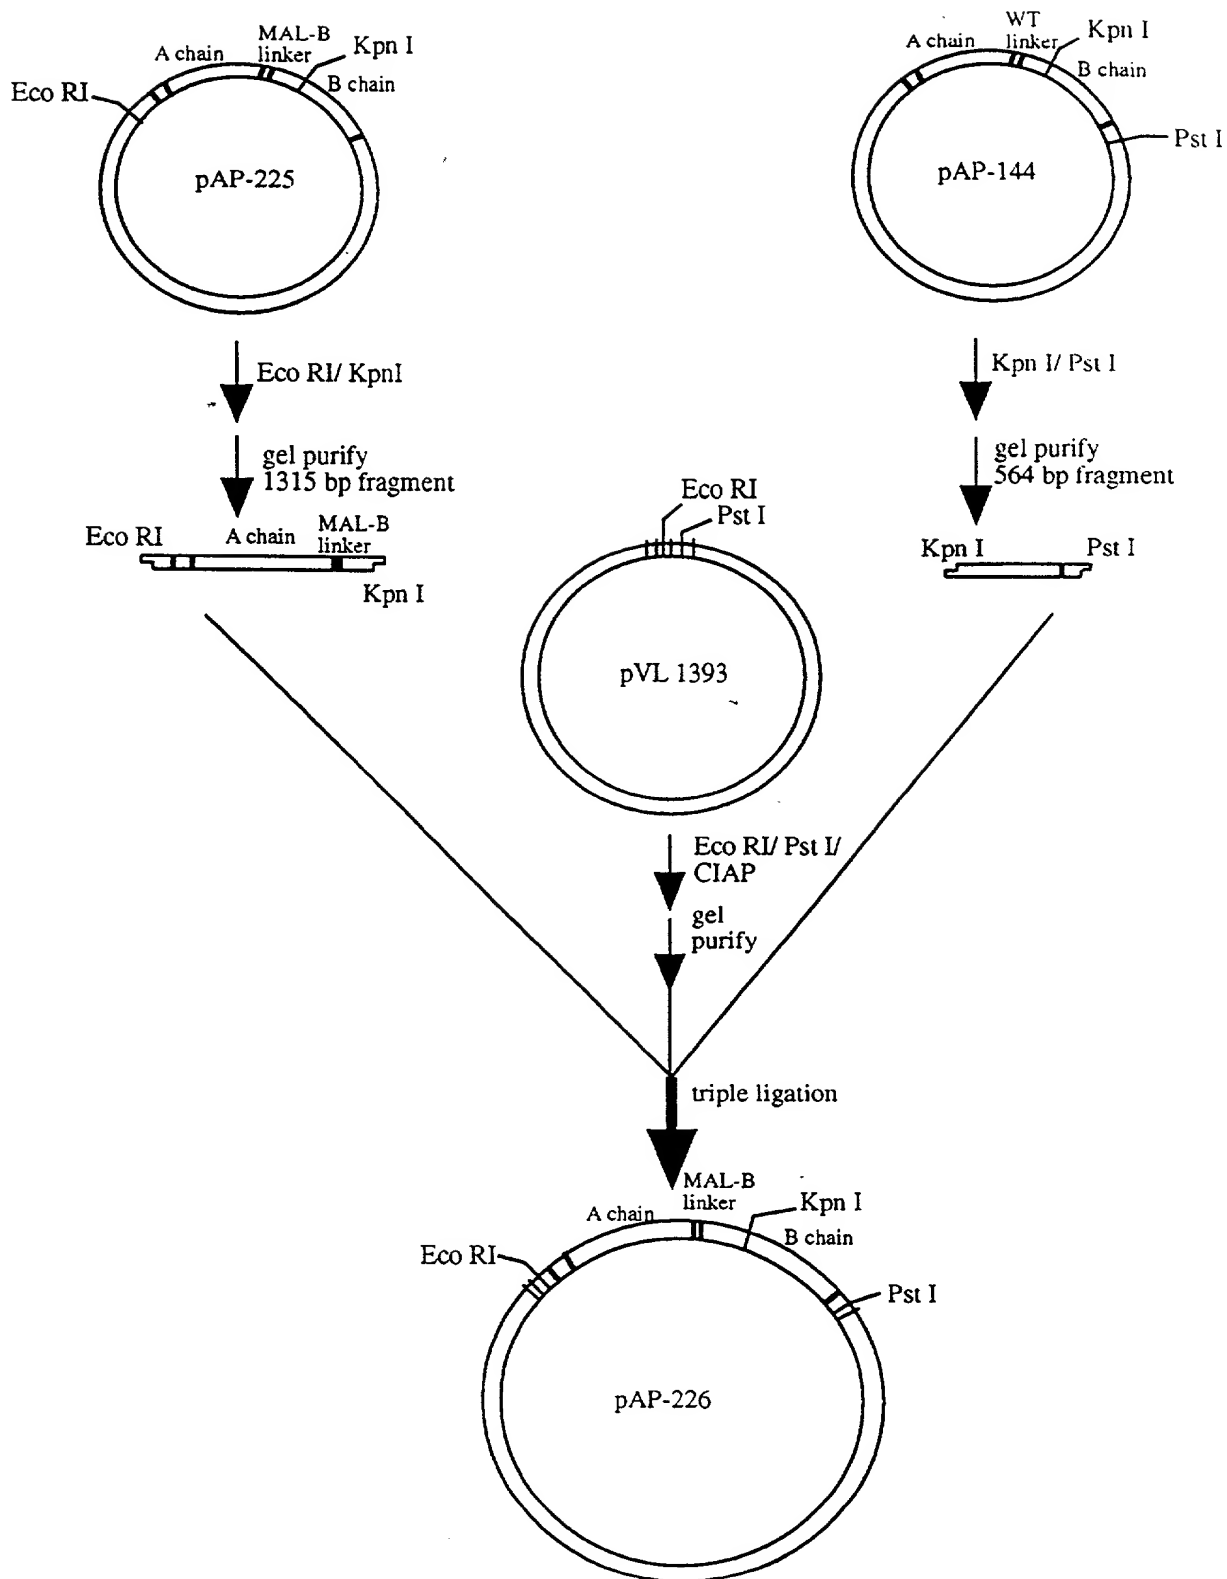 A chain
MAL-B
linker
Kpn I
B chain
Eco RI
pAP-225
A chain
WT
linker
Kpn I
B chain
Pst I
pAP-144
Eco RI/ KpnI
gel purify
1315 bp fragment
Kpn I/ Pst I
gel purify
564 bp fragment
Eco RI
A chain
MAL-B
linker
Kpn I
Eco RI
Pst I
pVL 1393
Kpn I
Pst I
Eco RI/ Pst I/
CIAP
gel
purify
triple ligation
MAL-B
linker
A chain
Kpn I
B chain
Eco RI
Pst I
pAP-226